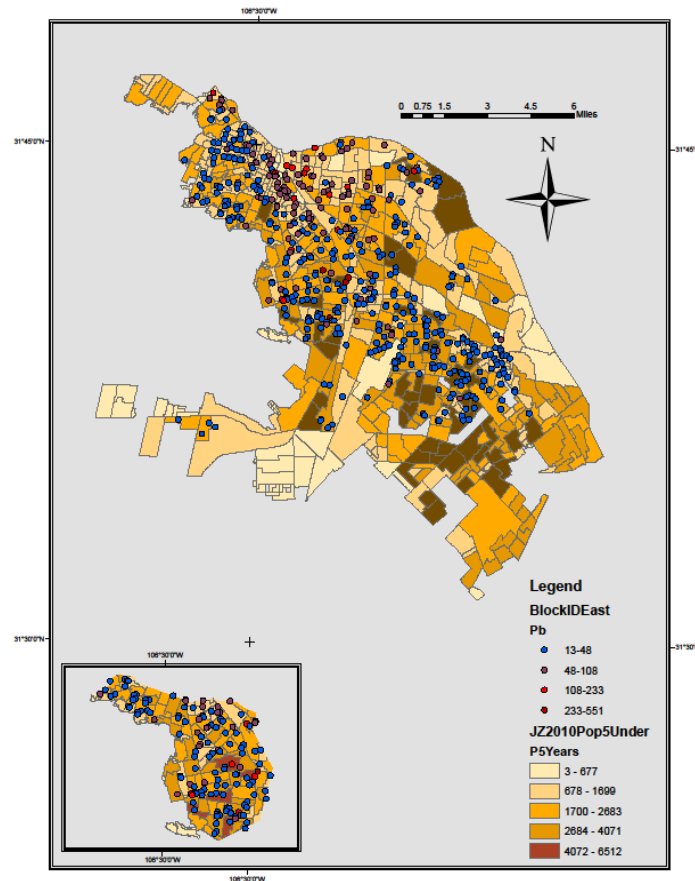 106°30'0"W
0 0.75 1.5 3 4.5 6
Miles
31°45'0"N
31°45'
N
Legend
BlockIDEast
Pb
13-48
48-108
108-233
233-551
JZ2010Pop5Under
P5Years
3 - 677
678 - 1699
1700 - 2683
2684 - 4071
4072 - 6512
31°30'0"N
31°30'
106°30'0"W
106°30'0"W
106°30'0"W